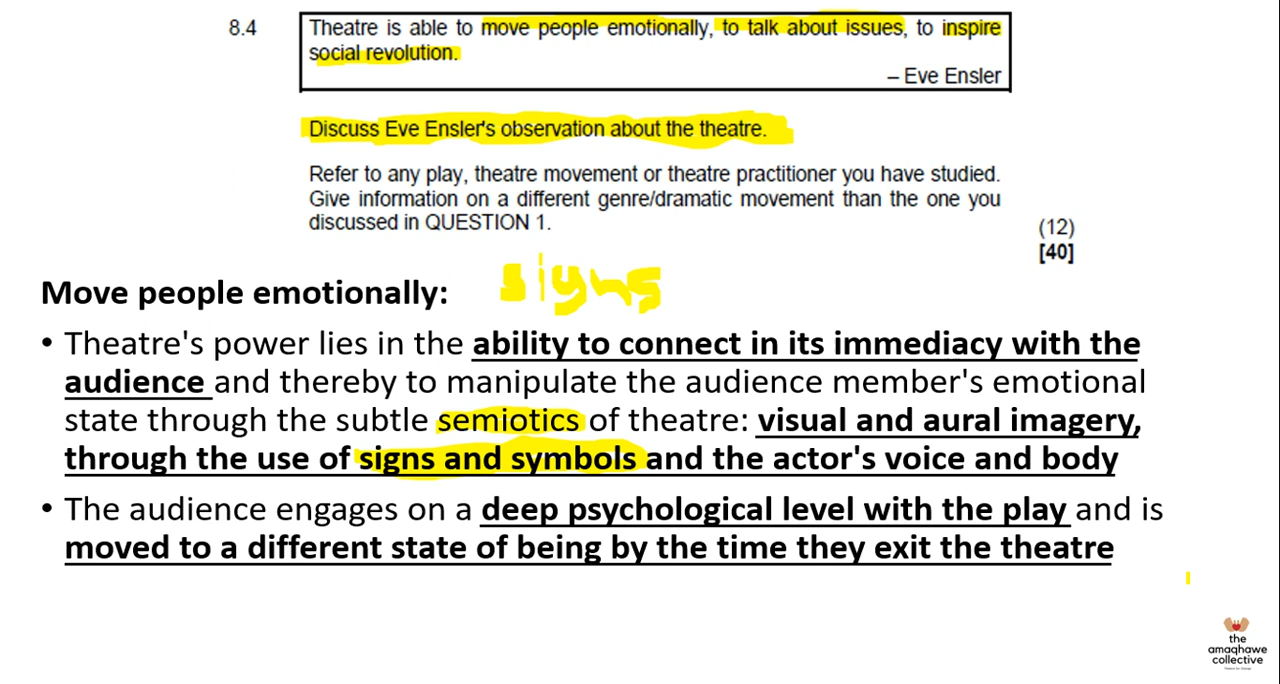 8.4
Theatre is able to move people emotionally, to talk about issues, to inspire
social revolution.
– Eve Ensler
Discuss Eve Ensler's observation about the theatre.
Refer to any play, theatre movement or theatre practitioner you have studied.
Give information on a different genre/dramatic movement than the one you
discussed in QUESTION 1.
(12)
[40]
signs
Move people emotionally:
• Theatre's power lies in the ability to connect in its immediacy with the
audience and thereby to manipulate the audience member's emotional
state through the subtle semiotics of theatre: visual and aural imagery,
through the use of signs and symbols and the actor's voice and body
• The audience engages on a deep psychological level with the play and is
moved to a different state of being by the time they exit the theatre
the
amaqhawe
collective